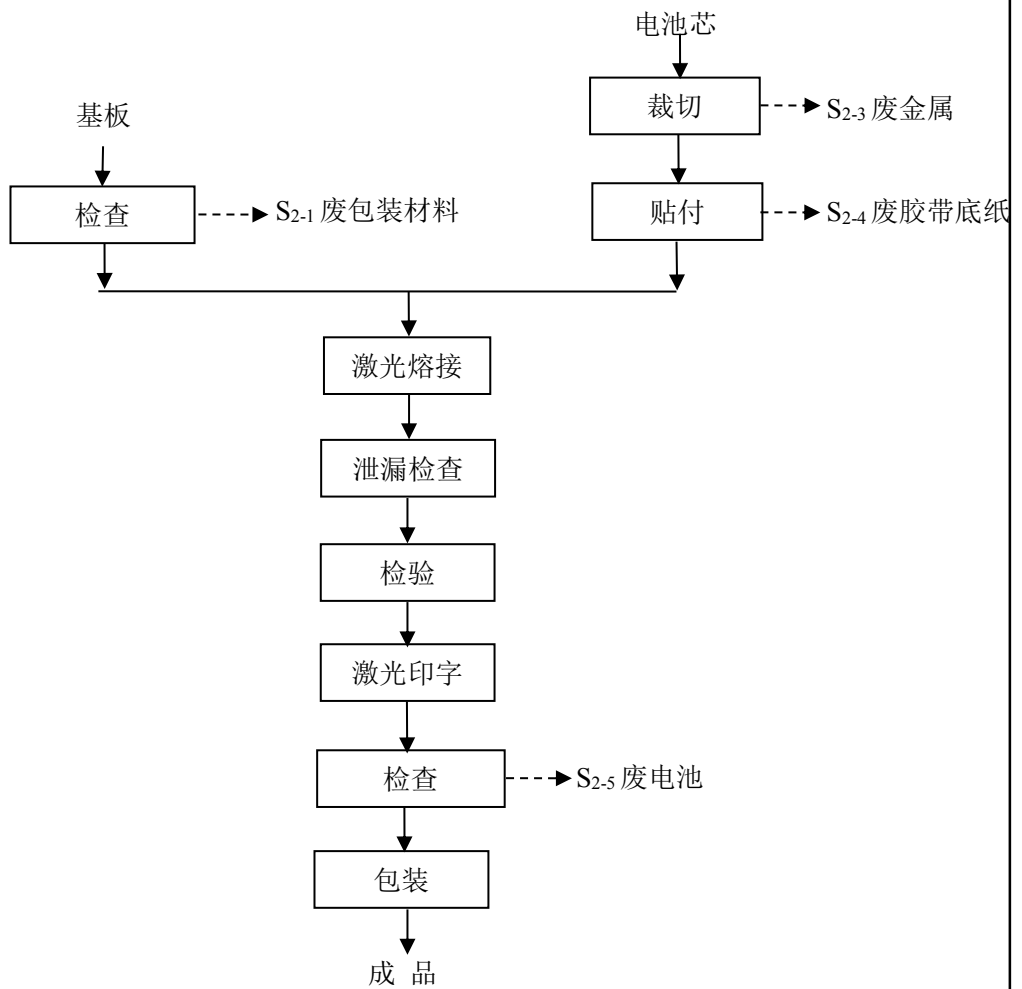 电池芯
裁切
S2-3 废金属
基板
检查
S2-1 废包装材料
贴付
S2-4 废胶带底纸
激光熔接
泄漏检查
检验
激光印字
检查
S2-5 废电池
包装
成 品